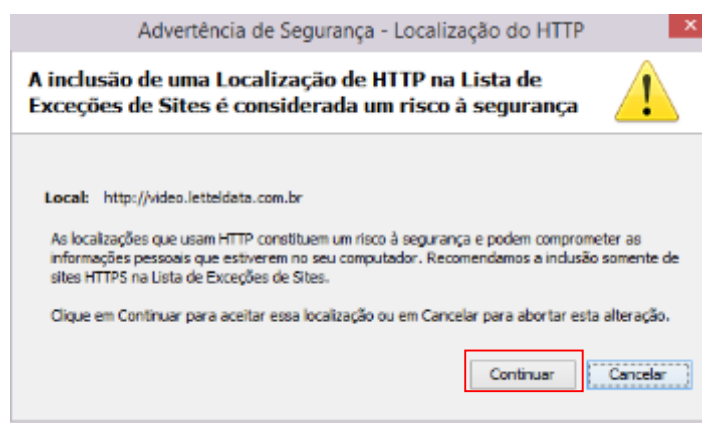 Advertência de Segurança - Localização do HTTP
A inclusão de uma Localização de HTTP na Lista de
Exceções de Sites é considerada um risco à segurança
Local: http://video.letteldata.com.br
As localizações que usam HTTP constituem um risco à segurança e podem comprometer as
informações pessoais que estiverem no seu computador. Recomendamos a inclusão somente de
sites HTTPS na Lista de Exceções de Sites.
Clique em Continuar para aceitar essa localização ou em Cancelar para abortar esta alteração.
Continuar Cancelar